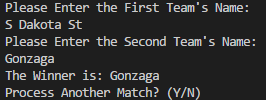 Please Enter the First Team's Name:
S Dakota St
Please Enter the Second Team's Name:
Gonzaga
The Winner is: Gonzaga
Process Another Match? (Y/N)